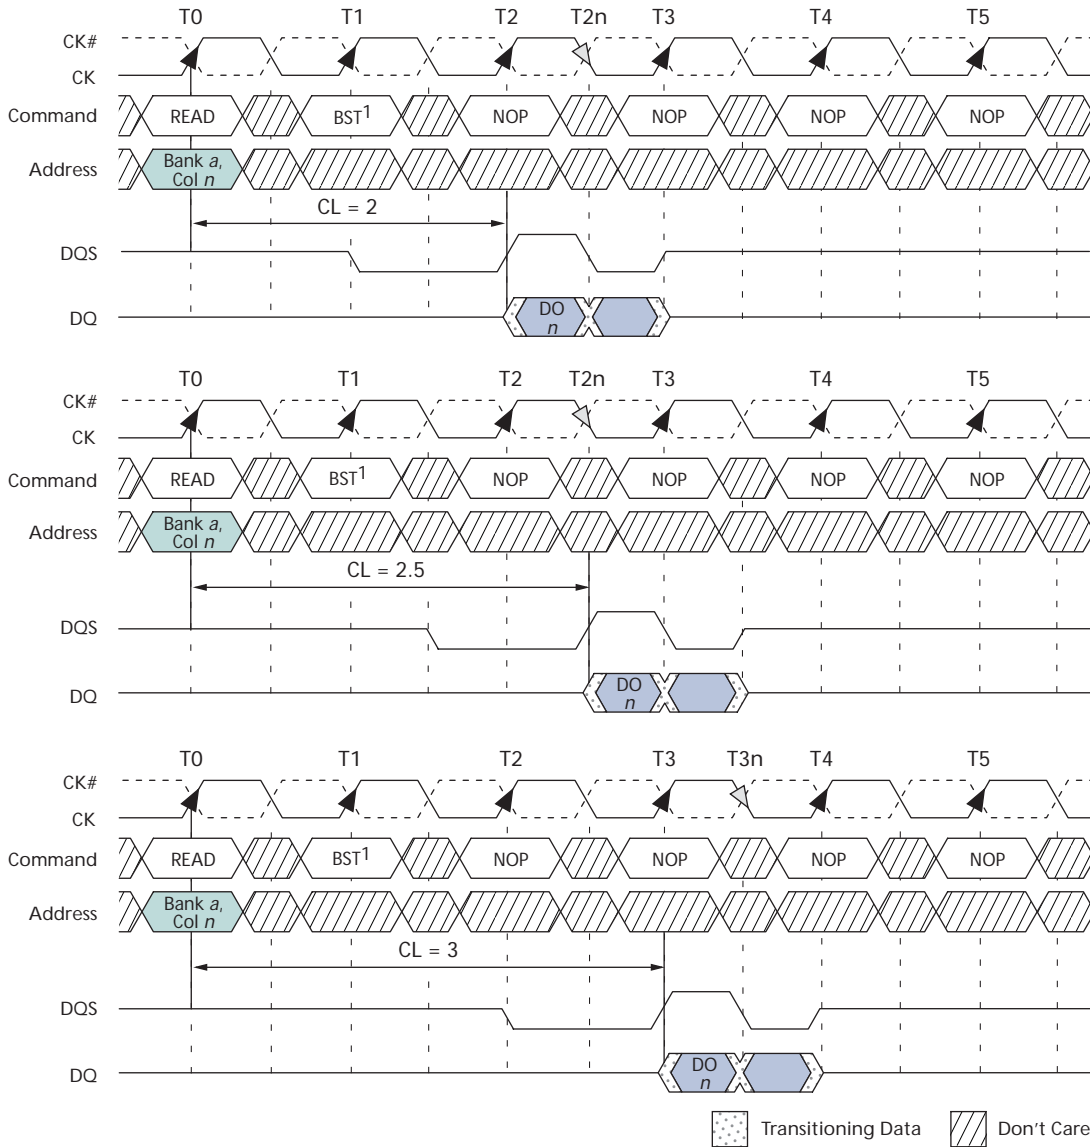 T0 T1 T2 T2n T3 T4 T5
CK#
CK
Command READ BST1 NOP NOP NOP NOP
Address Bank a,
Col n
CL = 2
DQS
DQ DO
n
T0 T1 T2 T2n T3 T4 T5
CK#
CK
Command READ BST1 NOP NOP NOP NOP
Address Bank a,
Col n
CL = 2.5
DQS
DQ DO
n
T0 T1 T2 T3 T3n T4 T5
CK#
CK
Command READ BST1 NOP NOP NOP NOP
Address Bank a,
Col n
CL = 3
DQS
DQ DO
n
Transitioning Data Don't Care